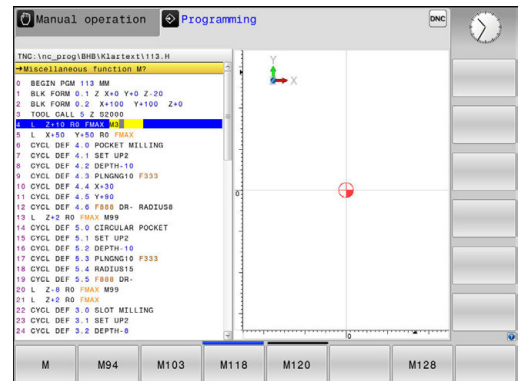 Manual operation
Programming
DNC
TNC:\nc_prog\BHB\Klartext\113.H
→Miscellaneous function M?
0 BEGIN PGM 113 MM
1 BLK FORM 0.1 Z X+0 Y+0 Z-20
2 BLK FORM 0.2 X+100 Y+100 Z+0
3 TOOL CALL 5 Z S2000
4 L Z+10 R0 FMAX M3
5 L X+50 Y+50 R0 FMAX
6 CYCL DEF 4.0 POCKET MILLING
7 CYCL DEF 4.1 SET UP2
8 CYCL DEF 4.2 DEPTH-10
9 CYCL DEF 4.3 PLNGNG10 F333
10 CYCL DEF 4.4 X+30
11 CYCL DEF 4.5 Y+90
12 CYCL DEF 4.6 F888 DR- RADIUS8
13 L Z+2 R0 FMAX M99
14 CYCL DEF 5.0 CIRCULAR POCKET
15 CYCL DEF 5.1 SET UP2
16 CYCL DEF 5.2 DEPTH-10
17 CYCL DEF 5.3 PLNGNG10 F333
18 CYCL DEF 5.4 RADIUS15
19 CYCL DEF 5.5 F888 DR-
20 L Z-8 R0 FMAX M99
21 L Z+2 R0 FMAX
22 CYCL DEF 3.0 SLOT MILLING
23 CYCL DEF 3.1 SET UP2
24 CYCL DEF 3.2 DEPTH-8
Y
X
0
0
M M94 M103 M118 M120 M128